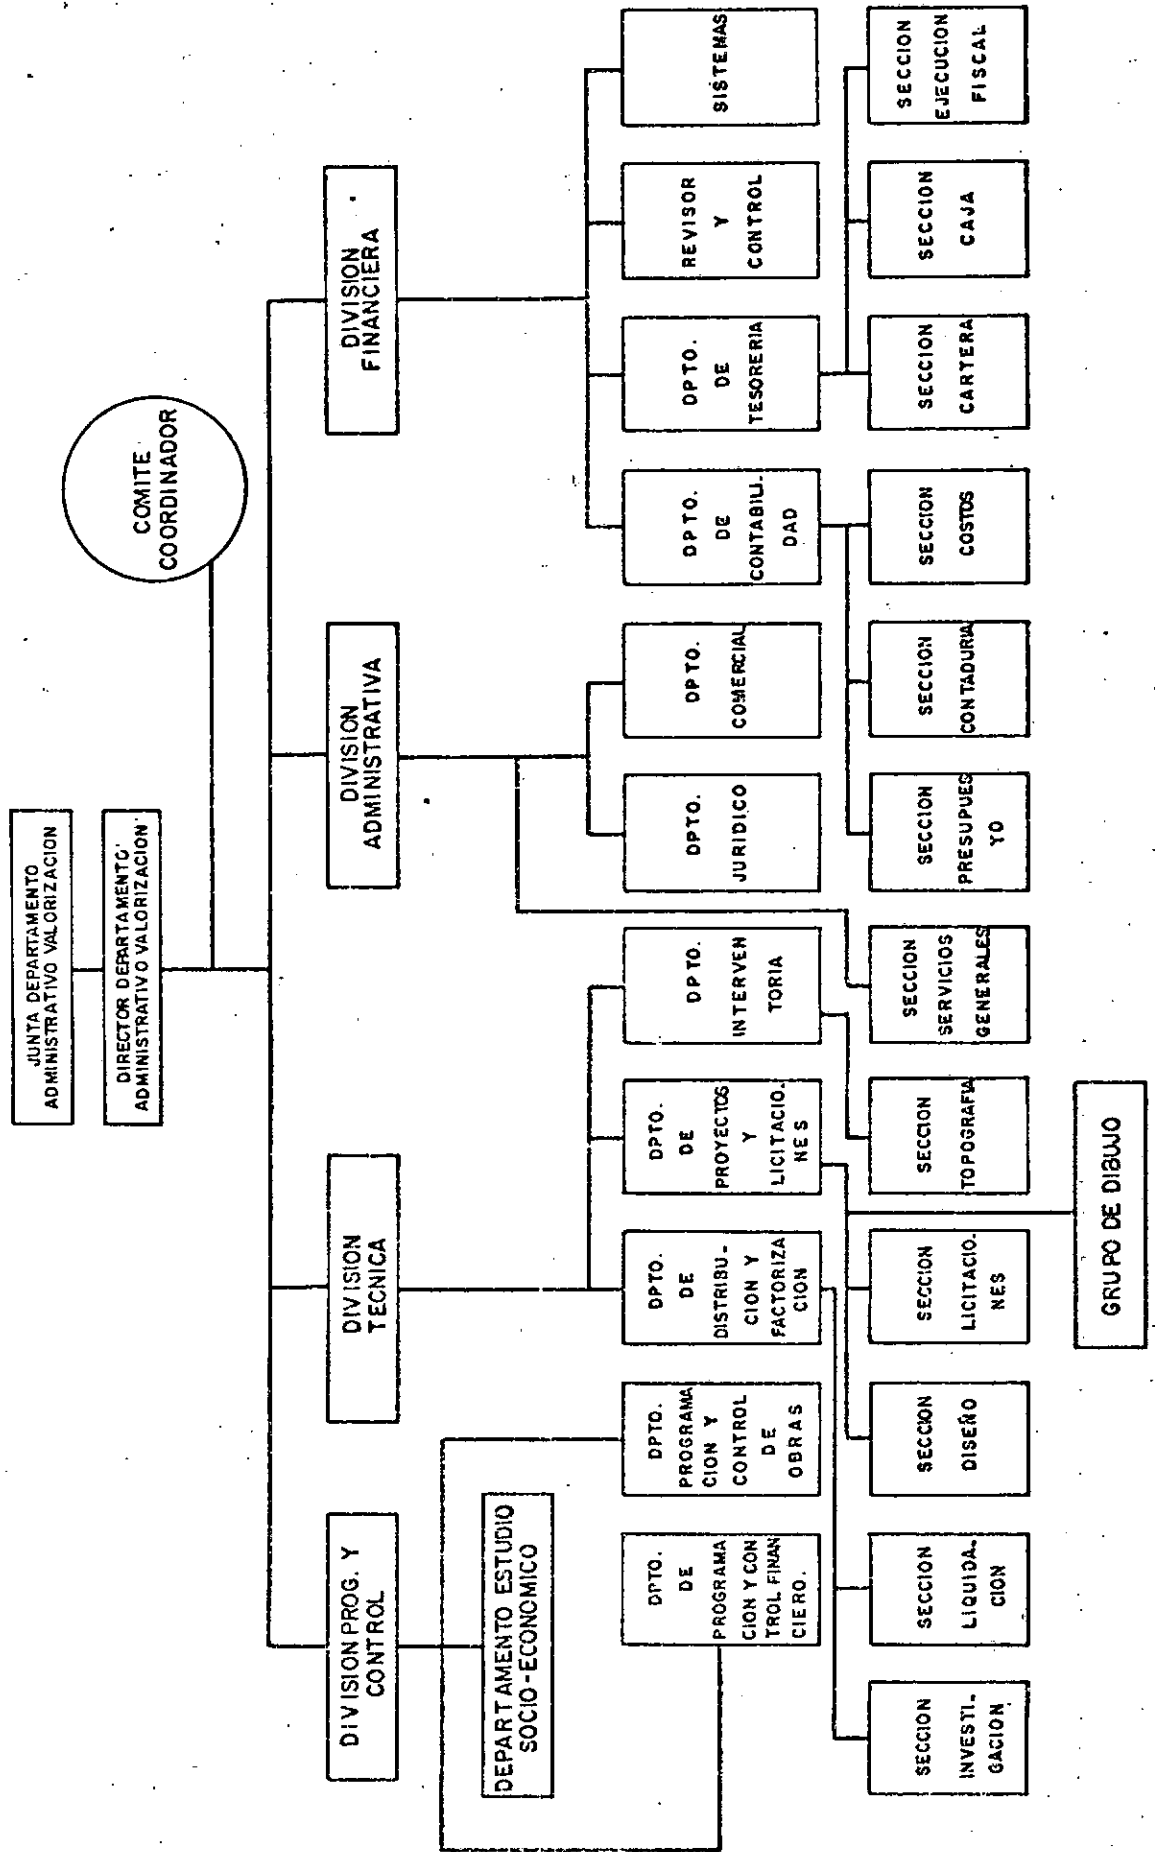 JUNTA DEPARTAMENTO
ADMINISTRATIVO VALORIZACION
DIRECTOR DEPARTAMENTO
ADMINISTRATIVO VALORIZACION
COMITE
COORDINADOR
DIVISION PROG. Y
CONTROL
DIVISION
TECNICA
DIVISION
ADMINISTRATIVA
DIVISION
FINANCIERA
DEPARTAMENTO ESTUDIO
SOCIO-ECONOMICO
DPTO.
DE
PROGRAMA
CION Y CON
TROL FINAN
CIERO.
DPTO.
PROGRAMA
CION Y
CONTROL
DE
OBRAS
DPTO.
DE
DISTRIBU-
CION Y
FACTORIZA
CION
DPTO.
DE
PROYECTOS
Y
LICITACIO.
NES
DPTO.
INTERVEN
TORIA
DPTO.
JURIDICO
DPTO.
COMERCIAL
DPTO.
DE
CONTABILI.
DAD
DPTO.
DE
TESORERIA
REVISOR
Y
CONTROL
SISTEMAS
SECCION
INVESTI-
GACION
SECCION
LIQUIDA-
CION
SECCION
DISEÑO
SECCION
LICITACIO.
NES
SECCION
TOPOGRAFIA
SECCION
SERVICIOS
GENERALES
SECCION
PRESUPUES
YO
SECCION
CONTADURIA
SECCION
COSTOS
SECCION
CARTERA
SECCION
CAJA
SECCION
EJECUCION
FISCAL
GRUPO DE DIBUJO